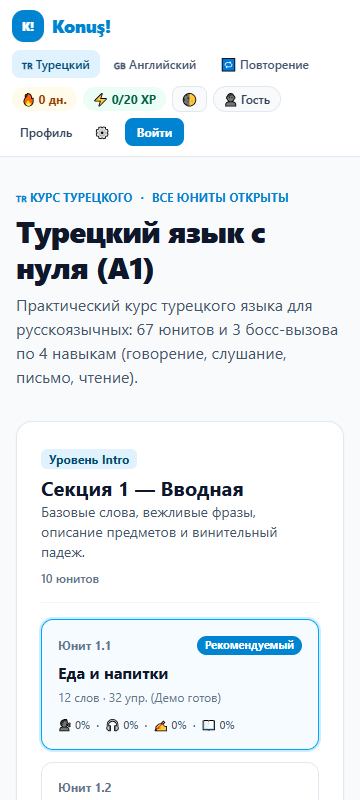 K! Konuş!
TR Турецкий GB Английский 🔁 Повторение
🔥 0 дн. ⚡ 0/20 XP 🌓 👤 Гость
Профиль ⚙ Войти
TR КУРС ТУРЕЦКОГО · ВСЕ ЮНИТЫ ОТКРЫТЫ
Турецкий язык с
нуля (A1)
Практический курс турецкого языка для
русскоязычных: 67 юнитов и 3 босс-вызова
по 4 навыкам (говорение, слушание,
письмо, чтение).
Уровень Intro
Секция 1 — Вводная
Базовые слова, вежливые фразы,
описание предметов и винительный
падеж.
10 юнитов
Юнит 1.1 Рекомендуемый
Еда и напитки
12 слов · 32 упр. (Демо готов)
🗣 0% · 🎧 0% · ✍ 0% · 📖 0%
Юнит 1.2